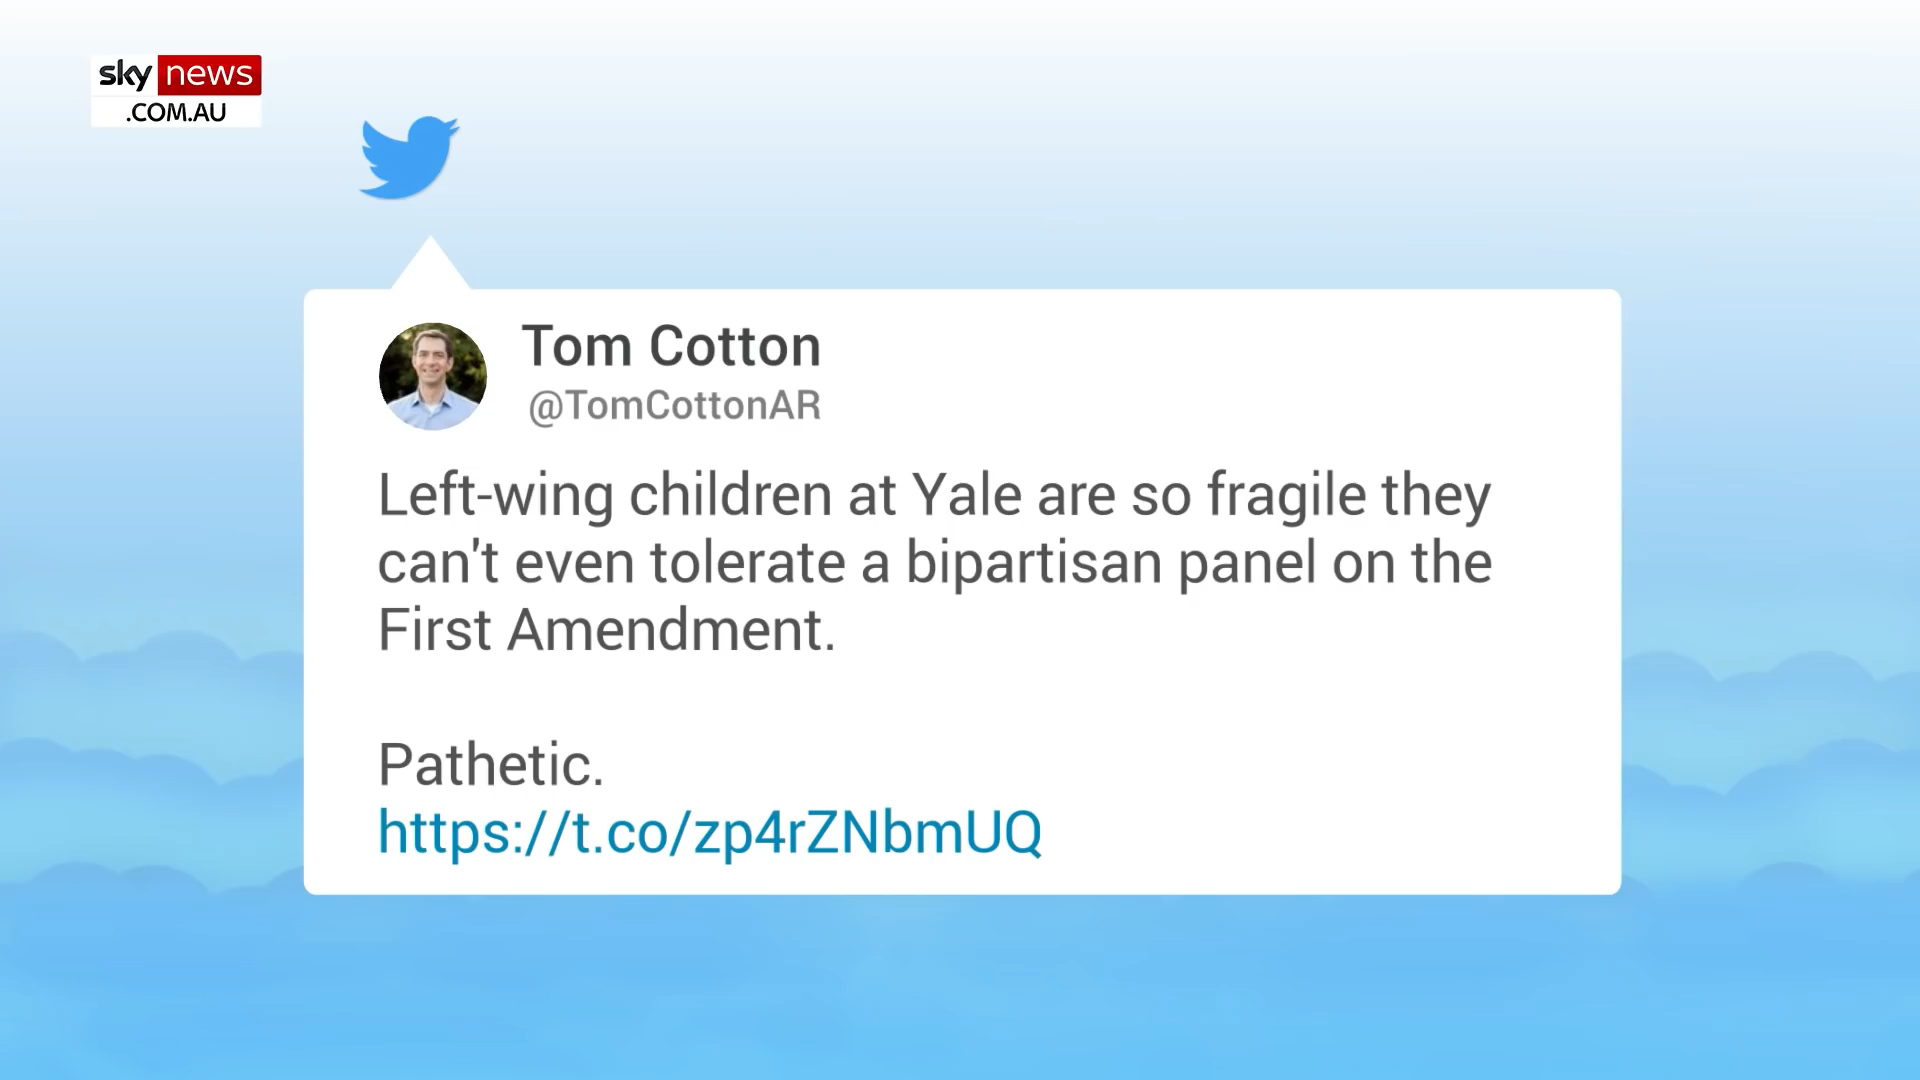 sky news
.COM.AU
Tom Cotton
@TomCottonAR
Left-wing children at Yale are so fragile they
can't even tolerate a bipartisan panel on the
First Amendment.
Pathetic.
https://t.co/zp4rZNbmUQ